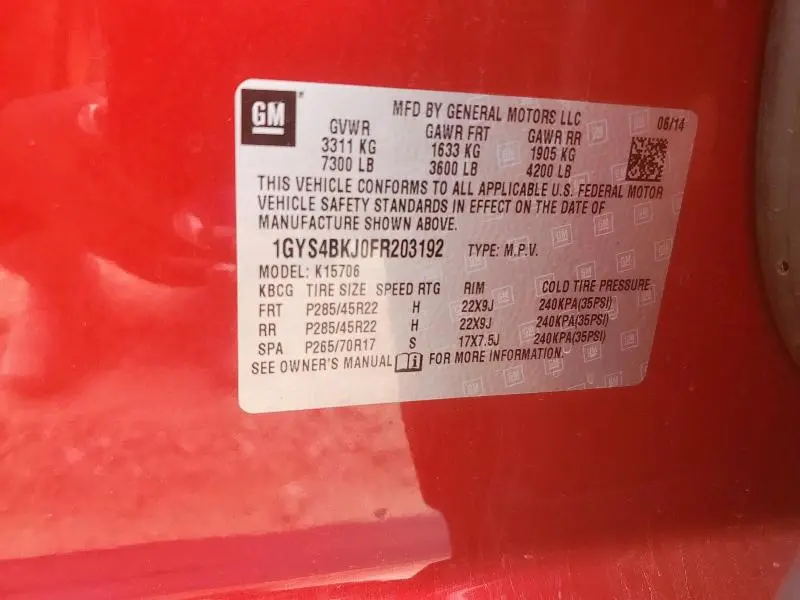 GM
MFD BY GENERAL MOTORS LLC 06/14
GVWR GAWR FRT GAWR RR
3311 KG 1633 KG 1905 KG
7300 LB 3600 LB 4200 LB
THIS VEHICLE CONFORMS TO ALL APPLICABLE U.S. FEDERAL MOTOR
VEHICLE SAFETY STANDARDS IN EFFECT ON THE DATE OF
MANUFACTURE SHOWN ABOVE.
1GYS4BKJ0FR203192 TYPE: M.P.V.
MODEL: K15706
KBCG TIRE SIZE SPEED RTG RIM COLD TIRE PRESSURE
FRT P285/45R22 H 22X9J 240KPA(35PSI)
RR P285/45R22 H 22X9J 240KPA(35PSI)
SPA P265/70R17 S 17X7.5J 240KPA(35PSI)
SEE OWNER'S MANUAL FOR MORE INFORMATION.